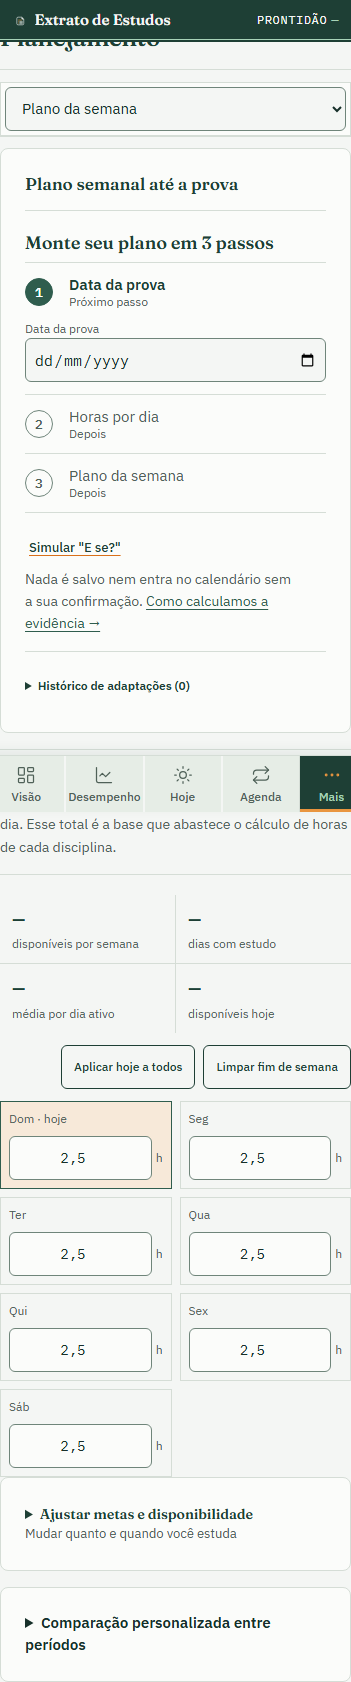 Extrato de Estudos
PRONTIDÃO —
Planejamento
Plano da semana
Plano semanal até a prova
Monte seu plano em 3 passos
1
Data da prova
Próximo passo
Data da prova
dd/mm/yyyy
2
Horas por dia
Depois
3
Plano da semana
Depois
Simular "E se?"
Nada é salvo nem entra no calendário sem
a sua confirmação. Como calculamos a
evidência →
Histórico de adaptações (0)
Visão
Desempenho
Hoje
Agenda
Mais
dia. Esse total é a base que abastece o cálculo de horas
de cada disciplina.
—
disponíveis por semana
—
dias com estudo
—
média por dia ativo
—
disponíveis hoje
Aplicar hoje a todos
Limpar fim de semana
Dom · hoje
2,5 h
Seg
2,5 h
Ter
2,5 h
Qua
2,5 h
Qui
2,5 h
Sex
2,5 h
Sáb
2,5 h
Ajustar metas e disponibilidade
Mudar quanto e quando você estuda
Comparação personalizada entre
períodos